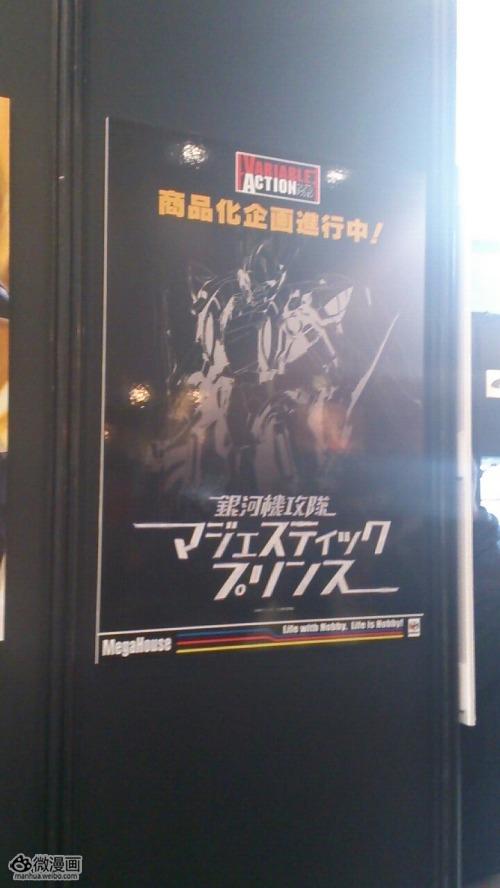 VARIABLE
ACTION
商品化企画進行中!
銀河機攻隊
マジェスティック
プリンス
Life with Hobby, Life is Hobby!
MegaHouse
微漫画
manhua.weibo.com